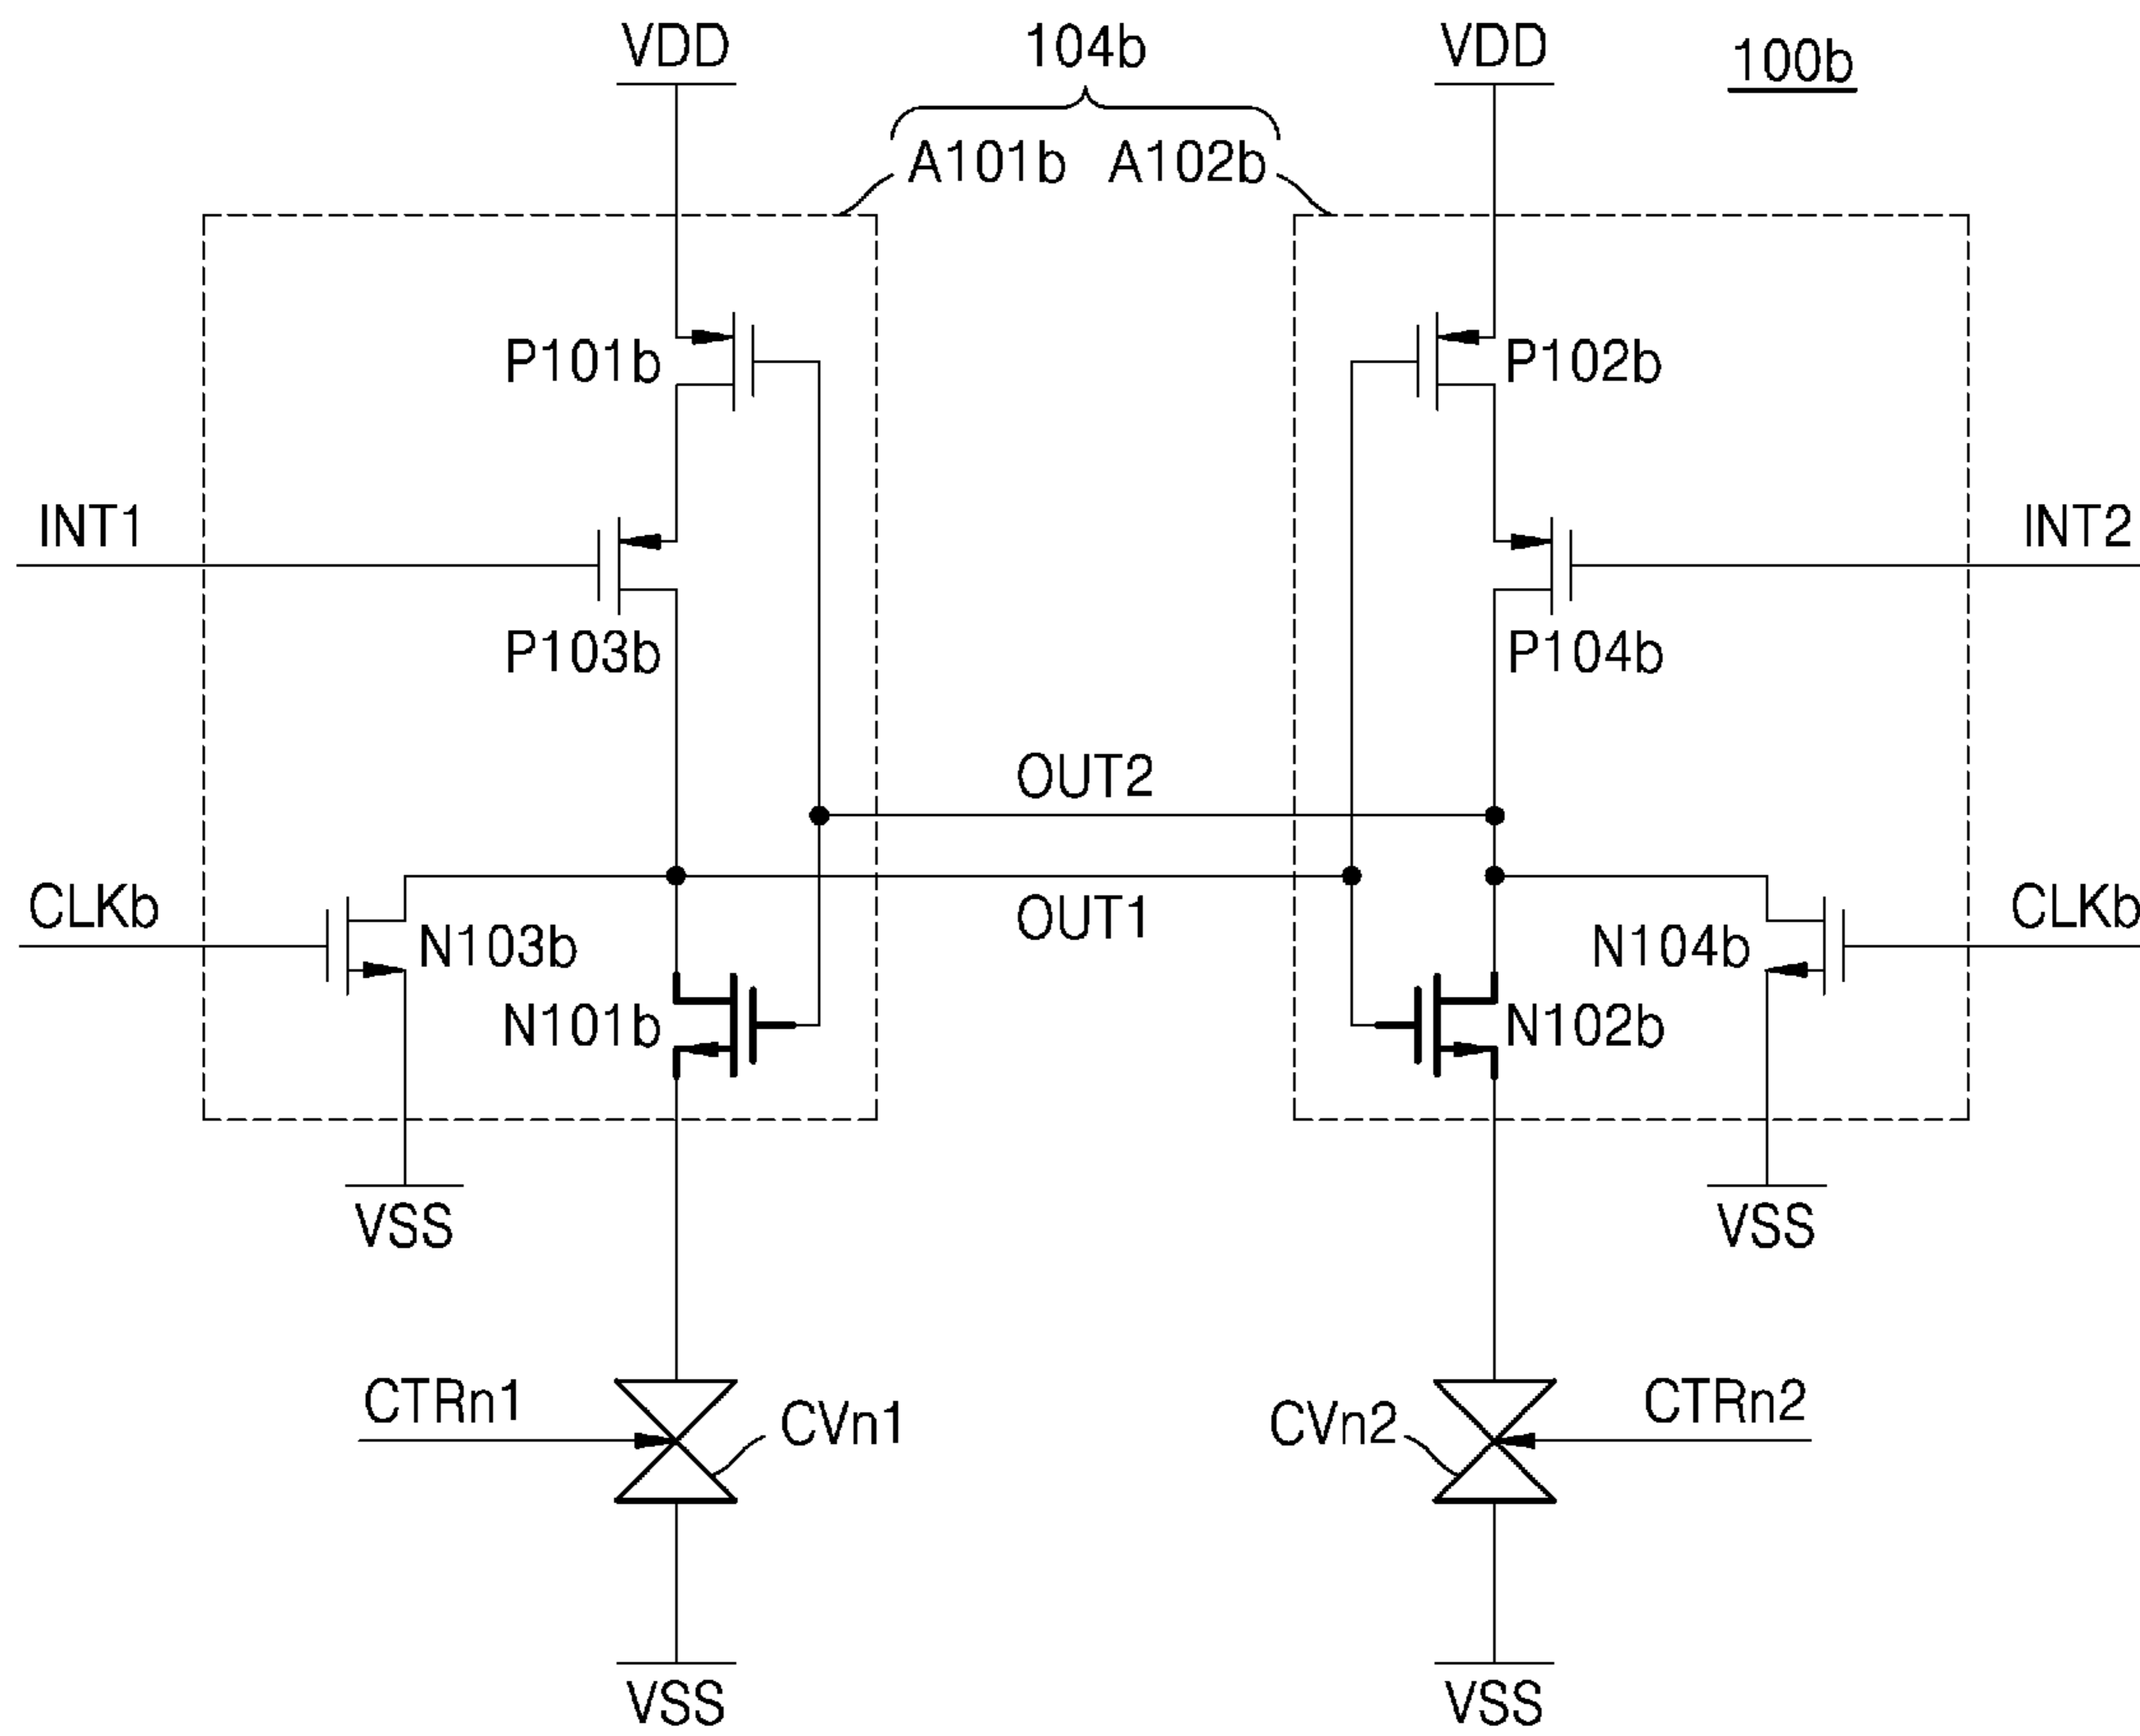 VDD
104b
VDD
100b
A101b A102b
P101b
P102b
INT1
INT2
P103b
P104b
OUT2
CLKb
OUT1
CLKb
N103b
N104b
N101b
N102b
VSS
VSS
CTRn1
CVn1
CVn2
CTRn2
VSS
VSS